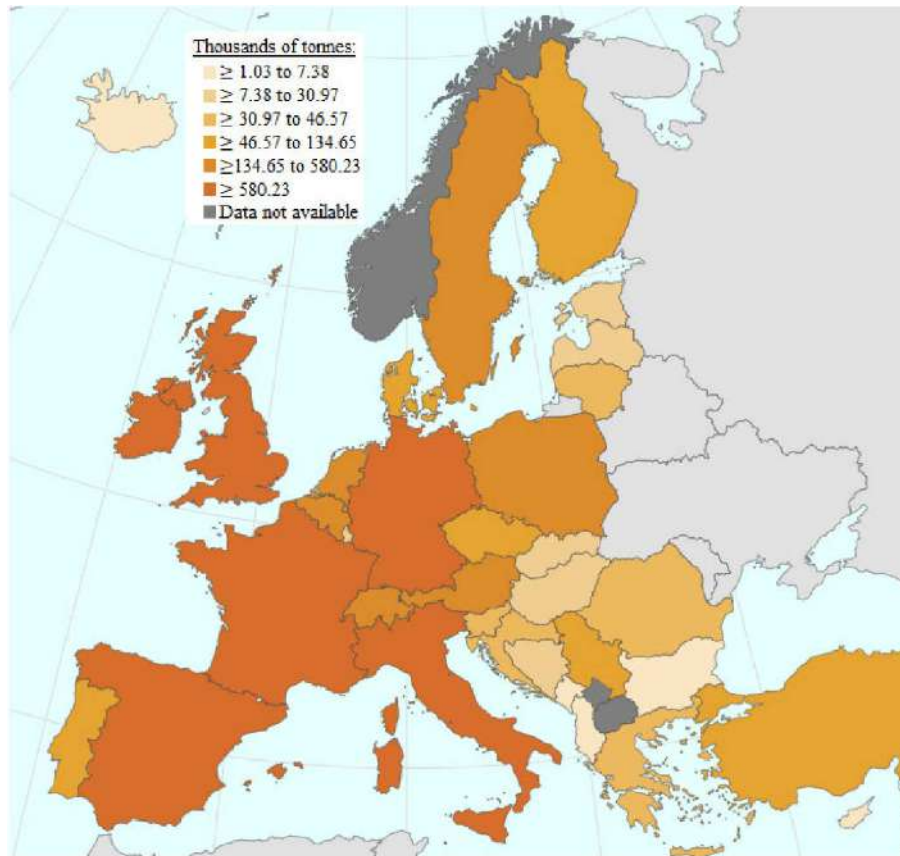 Thousands of tonnes:
≥ 1.03 to 7.38
≥ 7.38 to 30.97
≥ 30.97 to 46.57
≥ 46.57 to 134.65
≥134.65 to 580.23
≥ 580.23
Data not available